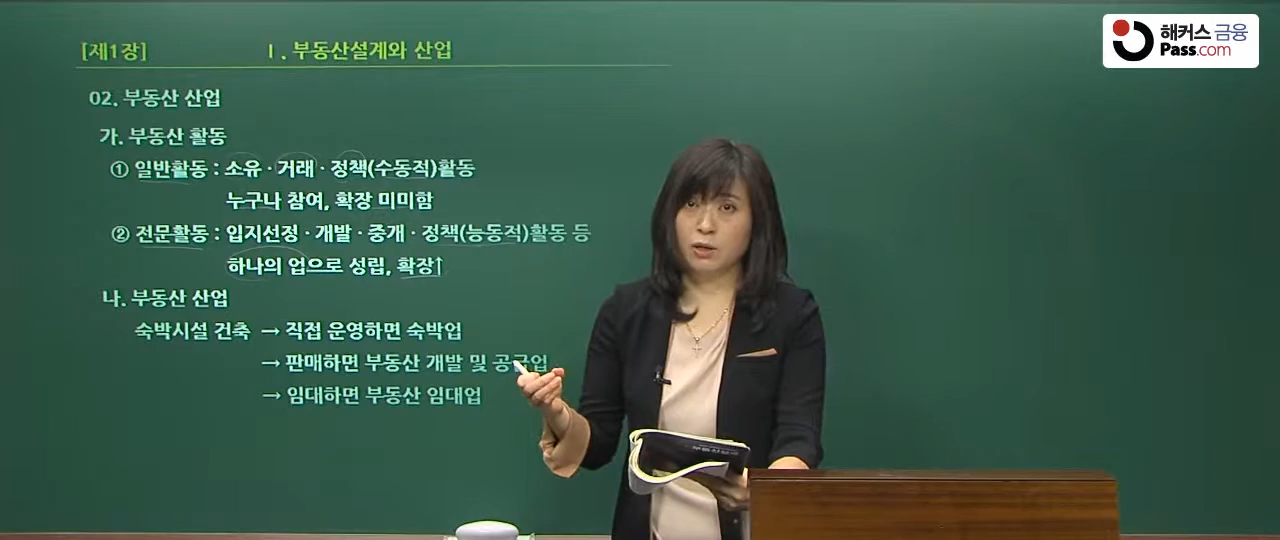 [제1장] Ⅰ. 부동산설계와 산업
해커스 금융
Pass.com
02. 부동산 산업
가. 부동산 활동
① 일반활동 : 소유 · 거래 · 정책(수동적)활동
누구나 참여, 확장 미미함
② 전문활동 : 입지선정 · 개발 · 중개 · 정책(능동적)활동 등
하나의 업으로 성립, 확장↑
나. 부동산 산업
숙박시설 건축 → 직접 운영하면 숙박업
→ 판매하면 부동산 개발 및 공급업
→ 임대하면 부동산 임대업